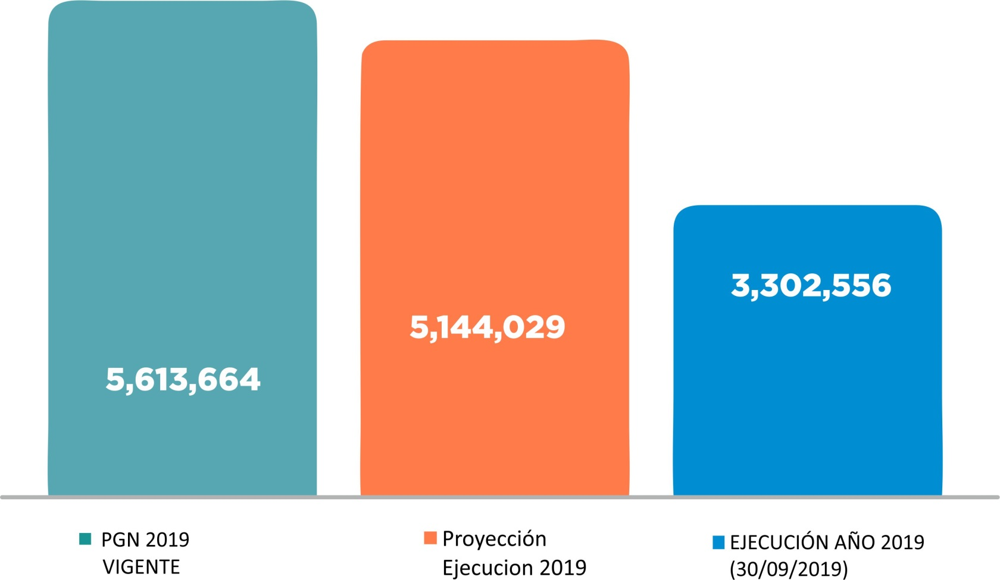 5,613,664
5,144,029
3,302,556
PGN 2019
VIGENTE
Proyección
Ejecucion 2019
EJECUCIÓN AÑO 2019
(30/09/2019)